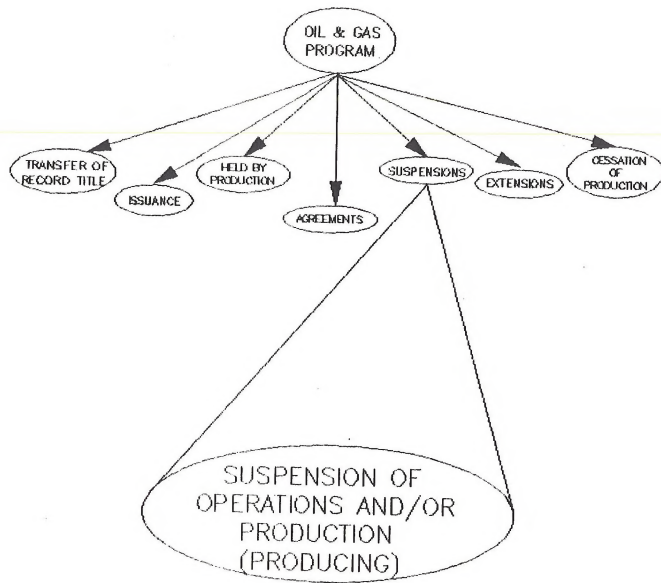 OIL & GAS
PROGRAM
TRANSFER OF
RECORD TITLE
ISSUANCE
HELD BY
PRODUCTION
AGREEMENTS
SUSPENSIONS
EXTENSIONS
CESSATION
OF
PRODUCTION
SUSPENSION OF
OPERATIONS AND/OR
PRODUCTION
(PRODUCING)